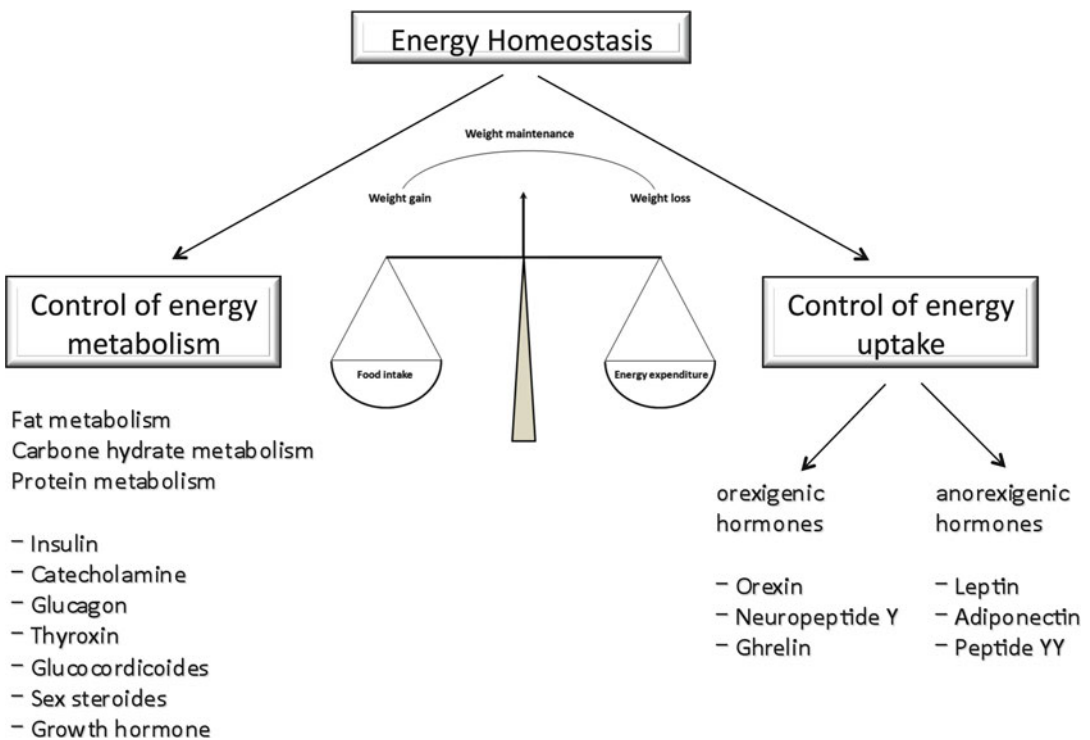 Energy Homeostasis
Weight maintenance
Weight gain
Weight loss
Control of energy
metabolism
Food intake
Energy expenditure
Control of energy
uptake
Fat metabolism
Carbone hydrate metabolism
Protein metabolism
– Insulin
– Catecholamine
– Glucagon
– Thyroxin
– Glucocordicoides
– Sex steroides
– Growth hormone
orexigenic
hormones
– Orexin
– Neuropeptide Y
– Ghrelin
anorexigenic
hormones
– Leptin
– Adiponectin
– Peptide YY